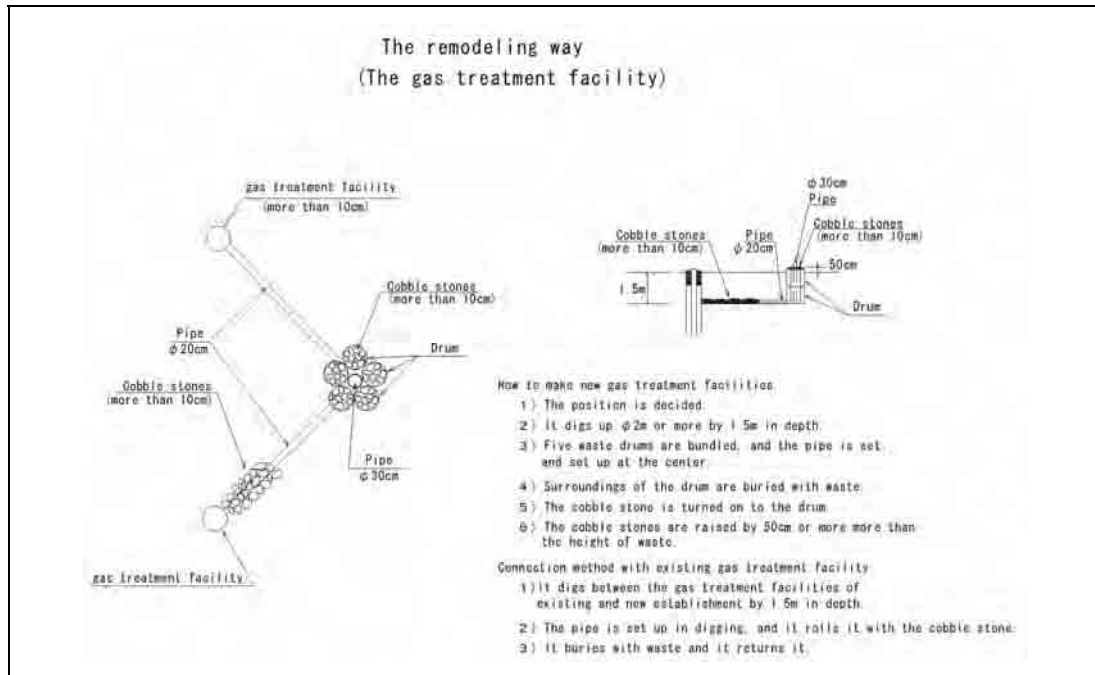 The remodeling way
(The gas treatment facility)
gas treatment facility
(more than 10cm)
Cobble stones
(more than 10cm)
Drum
Pipe
φ20cm
Cobble stones
(more than 10cm)
Pipe
φ30cm
gas treatment facility
φ30cm
Pipe
Cobble stones
(more than 10cm)
Cobble stones
(more than 10cm)
Pipe
φ20cm
50cm
1.5m
Drum
How to make new gas treatment facilities
1) The position is decided.
2) It digs up φ2m or more by 1.5m in depth.
3) Five waste drums are bundled, and the pipe is set
and set up at the center.
4) Surroundings of the drum are buried with waste.
5) The cobble stone is turned on to the drum.
6) The cobble stones are raised by 50cm or more more than
the height of waste.
Connection method with existing gas treatment facility
1) It digs between the gas treatment facilities of
existing and new establishment by 1.5m in depth.
2) The pipe is set up in digging, and it rolls it with the cobble stone.
3) It buries with waste and it returns it.